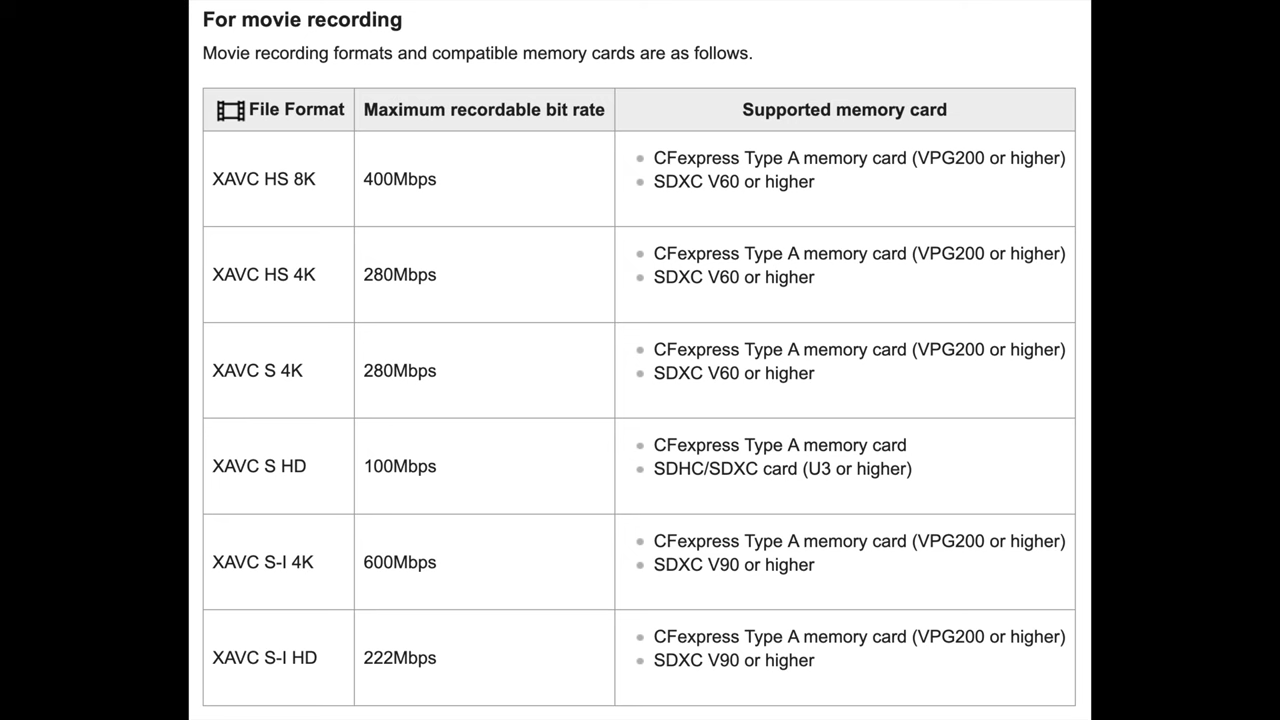 For movie recording
Movie recording formats and compatible memory cards are as follows.
File Format
Maximum recordable bit rate
Supported memory card
XAVC HS 8K
400Mbps
CFexpress Type A memory card (VPG200 or higher)
SDXC V60 or higher
XAVC HS 4K
280Mbps
CFexpress Type A memory card (VPG200 or higher)
SDXC V60 or higher
XAVC S 4K
280Mbps
CFexpress Type A memory card (VPG200 or higher)
SDXC V60 or higher
XAVC S HD
100Mbps
CFexpress Type A memory card
SDHC/SDXC card (U3 or higher)
XAVC S-I 4K
600Mbps
CFexpress Type A memory card (VPG200 or higher)
SDXC V90 or higher
XAVC S-I HD
222Mbps
CFexpress Type A memory card (VPG200 or higher)
SDXC V90 or higher